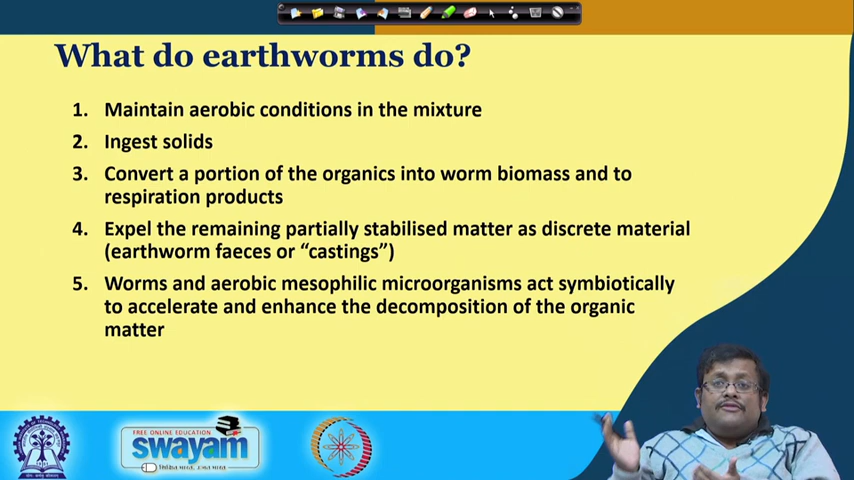 What do earthworms do?
1. Maintain aerobic conditions in the mixture
2. Ingest solids
3. Convert a portion of the organics into worm biomass and to
respiration products
4. Expel the remaining partially stabilised matter as discrete material
(earthworm faeces or “castings”)
5. Worms and aerobic mesophilic microorganisms act symbiotically
to accelerate and enhance the decomposition of the organic
matter
FREE ONLINE EDUCATION
swayam